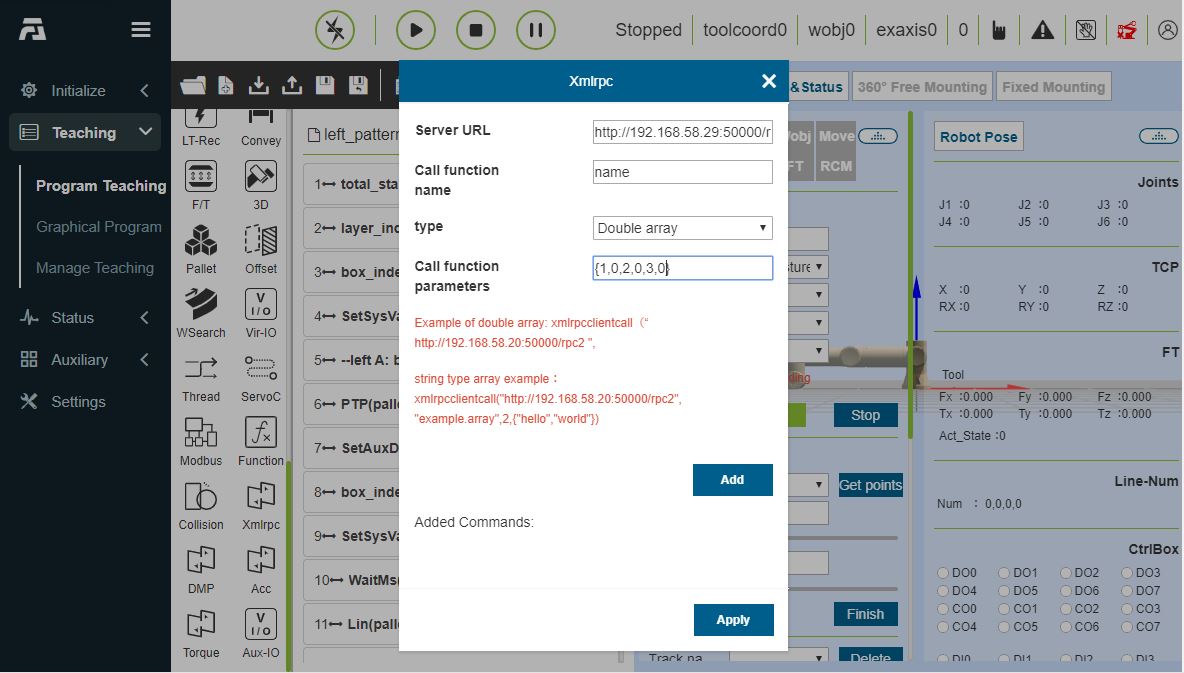 Stopped
toolcoord0
wobj0
exaxis0
0
Initialize
Teaching
Program Teaching
Graphical Program
Manage Teaching
Status
Auxiliary
Settings
LT-Rec
Convey
F/T
3D
Pallet
Offset
WSearch
V
I/O
Vir-IO
Thread
ServoC
Modbus
Function
Collision
Xmlrpc
DMP
Acc
Torque
V
I/O
Aux-IO
left_pattern
1 total_sta
2 layer_ind
3 box_inde
4 SetSysVa
5 --left A: b
6 PTP(palle
7 SetAuxD
8 box_inde
9 SetSysVa
10 WaitMs(
11 Lin(palle
Xmlrpc
Server URL
http://192.168.58.29:50000/r
Call function
name
name
type
Double array
Call function
parameters
{1,0,2,0,3,0}
Example of double array: xmlrpcclientcall（“
http://192.168.58.20:50000/rpc2 ”,
string type array example：
xmlrpcclientcall("http://192.168.58.20:50000/rpc2",
"example.array",2,{"hello","world"})
Add
Added Commands:
Apply
&Status
360° Free Mounting
Fixed Mounting
Move
FT
RCM
Stop
Get points
Finish
Track na
Delete
Robot Pose
Joints
J1 :0 J2 :0 J3 :0
J4 :0 J5 :0 J6 :0
TCP
X :0 Y :0 Z :0
RX :0 RY :0 RZ :0
FT
Tool
Fx :0.000 Fy :0.000 Fz :0.000
Tx :0.000 Ty :0.000 Tz :0.000
Act_State :0
Line-Num
Num : 0,0,0,0
CtrlBox
DO0 DO1 DO2 DO3
DO4 DO5 DO6 DO7
CO0 CO1 CO2 CO3
CO4 CO5 CO6 CO7
DI0 DI1 DI2 DI3